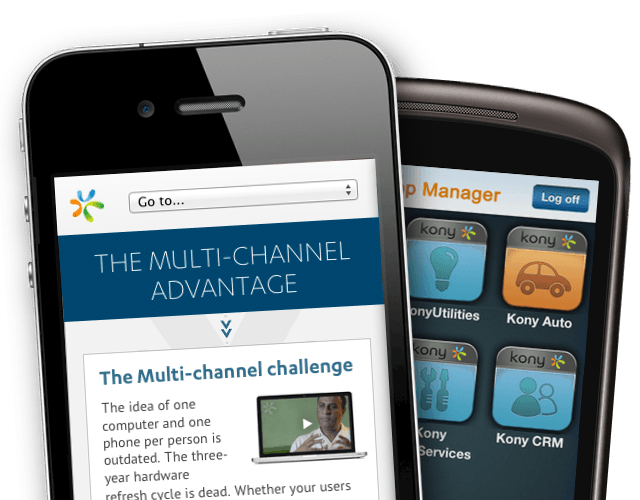 Go to...
THE MULTI-CHANNEL
ADVANTAGE
The Multi-channel challenge
The idea of one
computer and one
phone per person is
outdated. The three-
year hardware
refresh cycle is dead. Whether your users
Manager
Log off
kony
kony
Kony Auto
kony
kony
Kony
Services
Kony CRM